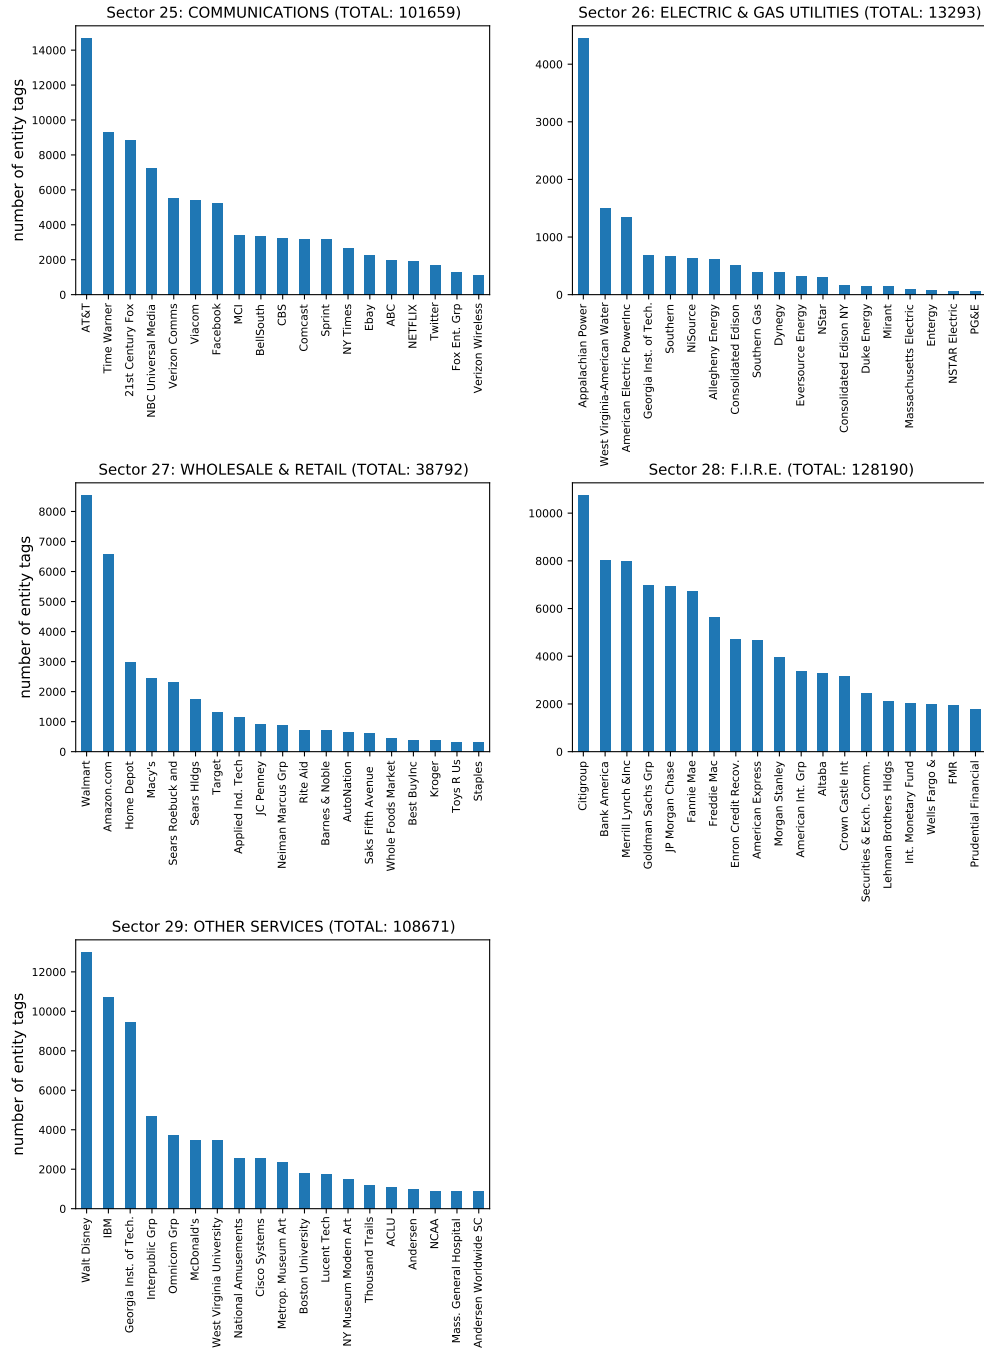 Sector 25: COMMUNICATIONS (TOTAL: 101659)
number of entity tags
14000
12000
10000
8000
6000
4000
2000
0
AT&T
Time Warner
21st Century Fox
NBC Universal Media
Verizon Comms
Viacom
Facebook
MCI
BellSouth
CBS
Comcast
Sprint
NY Times
Ebay
ABC
NETFLIX
Twitter
Fox Ent. Grp
Verizon Wireless
Sector 26: ELECTRIC & GAS UTILITIES (TOTAL: 13293)
4000
3000
2000
1000
0
Appalachian Power
West Virginia-American Water
American Electric PowerInc
Georgia Inst. of Tech.
Southern
NiSource
Allegheny Energy
Consolidated Edison
Southern Gas
Dynegy
Eversource Energy
NStar
Consolidated Edison NY
Duke Energy
Mirant
Massachusetts Electric
Entergy
NSTAR Electric
PG&E
Sector 27: WHOLESALE & RETAIL (TOTAL: 38792)
number of entity tags
8000
7000
6000
5000
4000
3000
2000
1000
0
Walmart
Amazon.com
Home Depot
Macy's
Sears Roebuck and
Sears Hldgs
Target
Applied Ind. Tech
JC Penney
Neiman Marcus Grp
Rite Aid
Barnes & Noble
AutoNation
Saks Fifth Avenue
Whole Foods Market
Best BuyInc
Kroger
Toys R Us
Staples
Sector 28: F.I.R.E. (TOTAL: 128190)
10000
8000
6000
4000
2000
0
Citigroup
Bank America
Merrill Lynch &Inc
Goldman Sachs Grp
JP Morgan Chase
Fannie Mae
Freddie Mac
Enron Credit Recov.
American Express
Morgan Stanley
American Int. Grp
Altaba
Crown Castle Int
Securities & Exch. Comm.
Lehman Brothers Hldgs
Int. Monetary Fund
Wells Fargo &
FMR
Prudential Financial
Sector 29: OTHER SERVICES (TOTAL: 108671)
number of entity tags
12000
10000
8000
6000
4000
2000
0
Walt Disney
IBM
Georgia Inst. of Tech.
Interpublic Grp
Omnicom Grp
McDonald's
West Virginia University
National Amusements
Cisco Systems
Metrop. Museum Art
Boston University
Lucent Tech
NY Museum Modern Art
Thousand Trails
ACLU
Andersen
NCAA
Mass. General Hospital
Andersen Worldwide SC